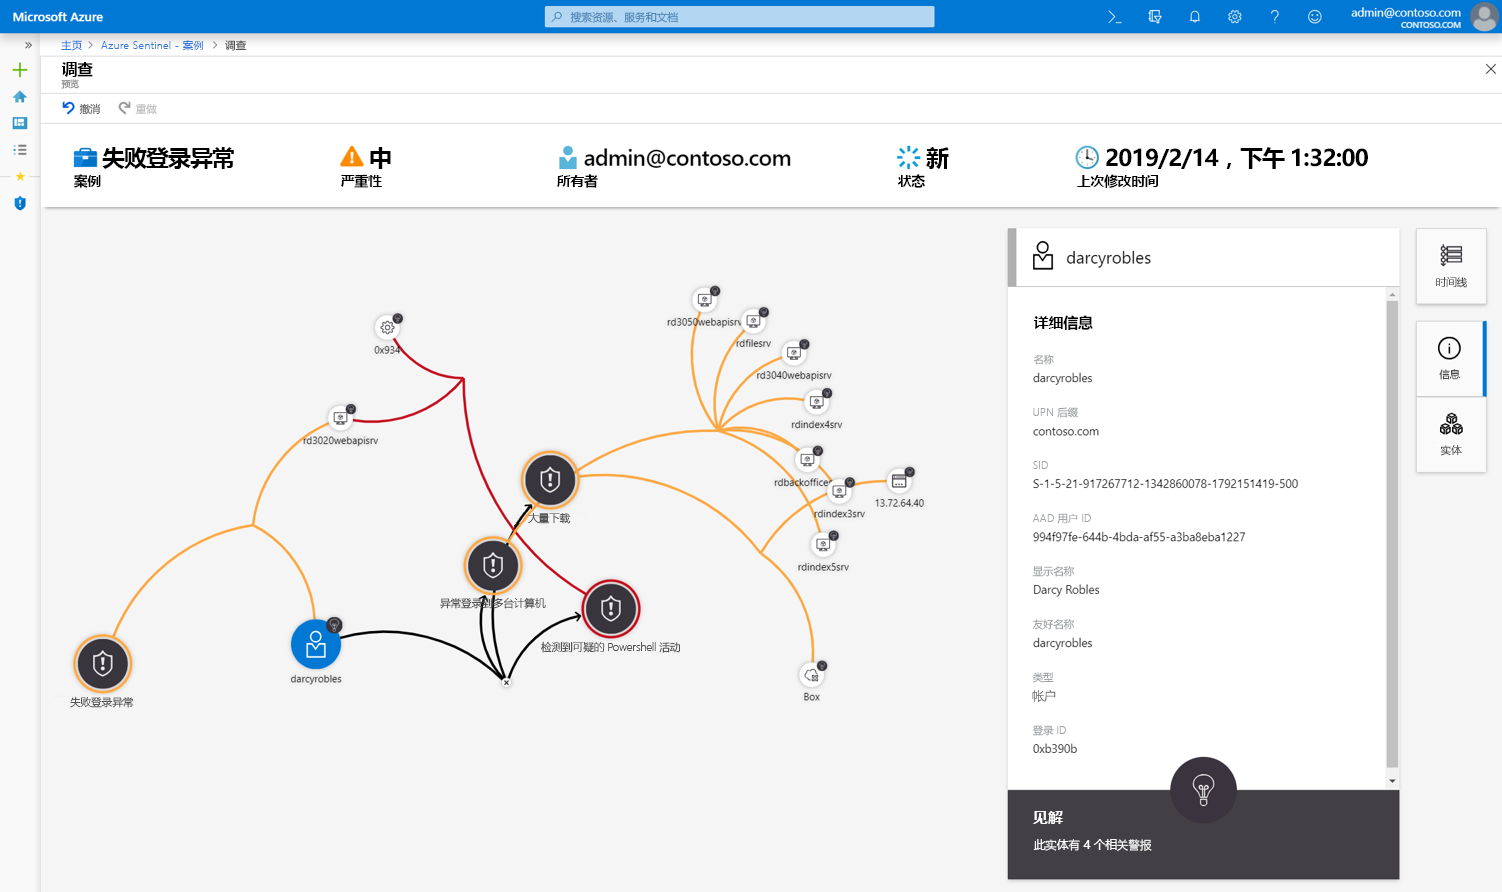 Microsoft Azure
搜索资源、服务和文档
admin@contoso.com
CONTOSO.COM
主页 > Azure Sentinel - 案例 > 调查
调查
预览
撤消 重做
失败登录异常
案例
中
严重性
admin@contoso.com
所有者
新
状态
2019/2/14，下午 1:32:00
上次修改时间
0x934
rd3020webapisrv
rd3050webapisrv
rdfilesrv
rd3040webapisrv
rdindex4srv
rdbackoffices
rdindex3srv
13.72.64.40
rdindex5srv
大量下载
异常登录到多台计算机
检测到可疑的 Powershell 活动
darcyrobles
失败登录异常
Box
darcyrobles
详细信息
名称
darcyrobles
UPN 后缀
contoso.com
SID
S-1-5-21-917267712-1342860078-1792151419-500
AAD 用户 ID
994f97fe-644b-4bda-af55-a3ba8eba1227
显示名称
Darcy Robles
友好名称
darcyrobles
类型
帐户
登录 ID
0xb390b
见解
此实体有 4 个相关警报
时间线
信息
实体